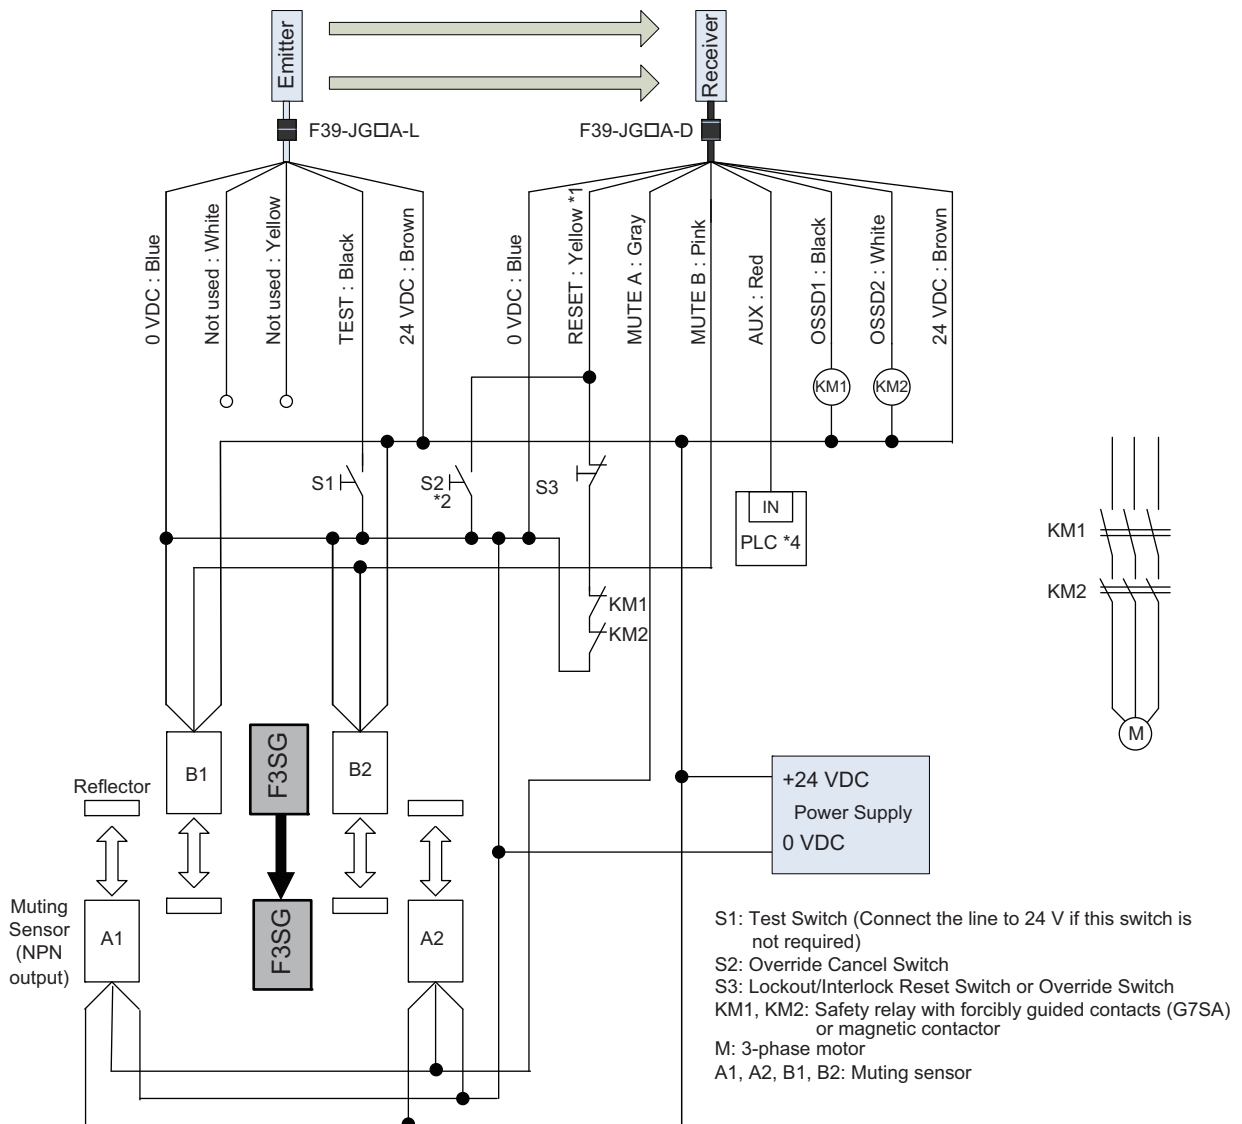 Emitter
Receiver
F39-JG□A-L
F39-JG□A-D
0 VDC : Blue
Not used : White
Not used : Yellow
TEST : Black
24 VDC : Brown
0 VDC : Blue
RESET : Yellow *1
MUTE A : Gray
MUTE B : Pink
AUX : Red
OSSD1 : Black
OSSD2 : White
24 VDC : Brown
KM1
KM2
S1
S2
*2
S3
IN
PLC *4
KM1
KM2
KM1
KM2
M
B1
F3SG
B2
Reflector
+24 VDC
Power Supply
0 VDC
Muting
Sensor
(NPN
output)
A1
F3SG
A2
S1: Test Switch (Connect the line to 24 V if this switch is
not required)
S2: Override Cancel Switch
S3: Lockout/Interlock Reset Switch or Override Switch
KM1, KM2: Safety relay with forcibly guided contacts (G7SA)
or magnetic contactor
M: 3-phase motor
A1, A2, B1, B2: Muting sensor